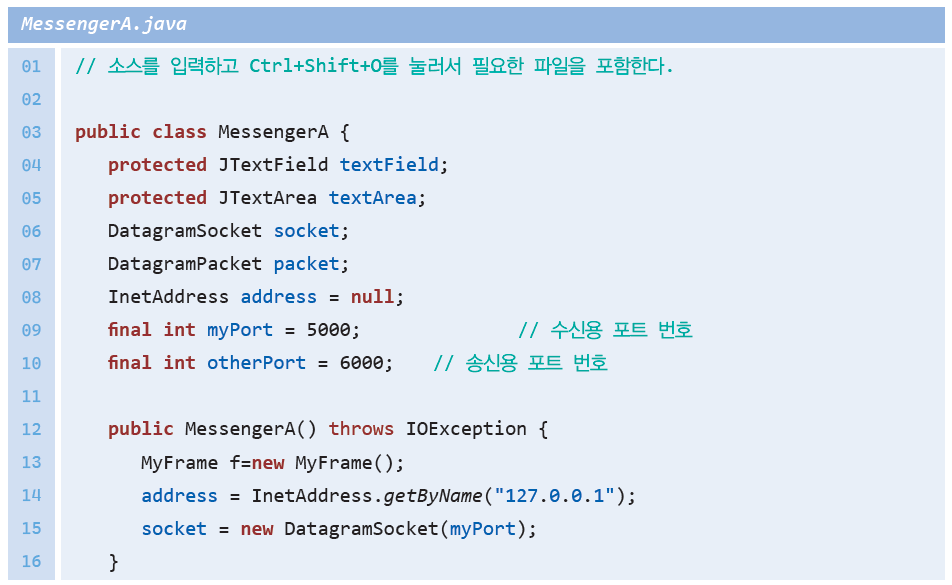 MessengerA.java
01 // 소스를 입력하고 Ctrl+Shift+O를 눌러서 필요한 파일을 포함한다.
02
03 public class MessengerA {
04 protected JTextField textField;
05 protected JTextArea textArea;
06 DatagramSocket socket;
07 DatagramPacket packet;
08 InetAddress address = null;
09 final int myPort = 5000; // 수신용 포트 번호
10 final int otherPort = 6000; // 송신용 포트 번호
11
12 public MessengerA() throws IOException {
13 MyFrame f=new MyFrame();
14 address = InetAddress.getByName("127.0.0.1");
15 socket = new DatagramSocket(myPort);
16 }